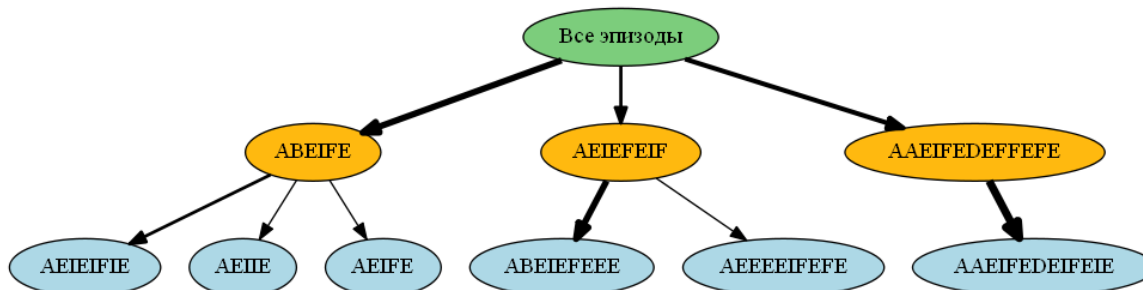 Все эпизоды
ABEIFE
AEIEFEIF
AAEIFEDEFFEFE
AEIEIFIE
AEIIE
AEIFE
ABEIEFEEE
AEEEEIFEFE
AAEIFEDEIFEIE